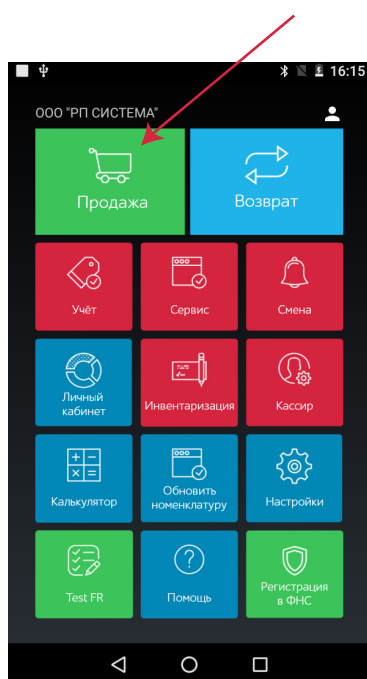 16:15
ООО "РП СИСТЕМА"
Продажа
Возврат
Учёт
Сервис
Смена
Личный
кабинет
Инвентаризация
Кассир
Калькулятор
Обновить
номенклатуру
Настройки
Test FR
Помощь
Регистрация
в ФНС